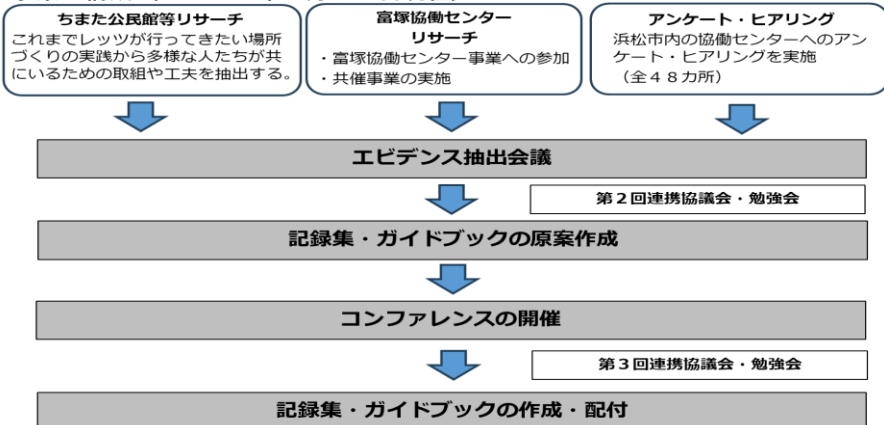 ちまた公民館等リサーチ
これまでレッツが行ってきたい場所
づくりの実践から多様な人たちが共
にいるための取組や工夫を抽出する。
富塚協働センター
リサーチ
・富塚協働センター事業への参加
・共催事業の実施
アンケート・ヒアリング
浜松市内の協働センターへのアン
ケート・ヒアリングを実施
（全４８カ所）
エビデンス抽出会議
第２回連携協議会・勉強会
記録集・ガイドブックの原案作成
コンファレンスの開催
第３回連携協議会・勉強会
記録集・ガイドブックの作成・配付